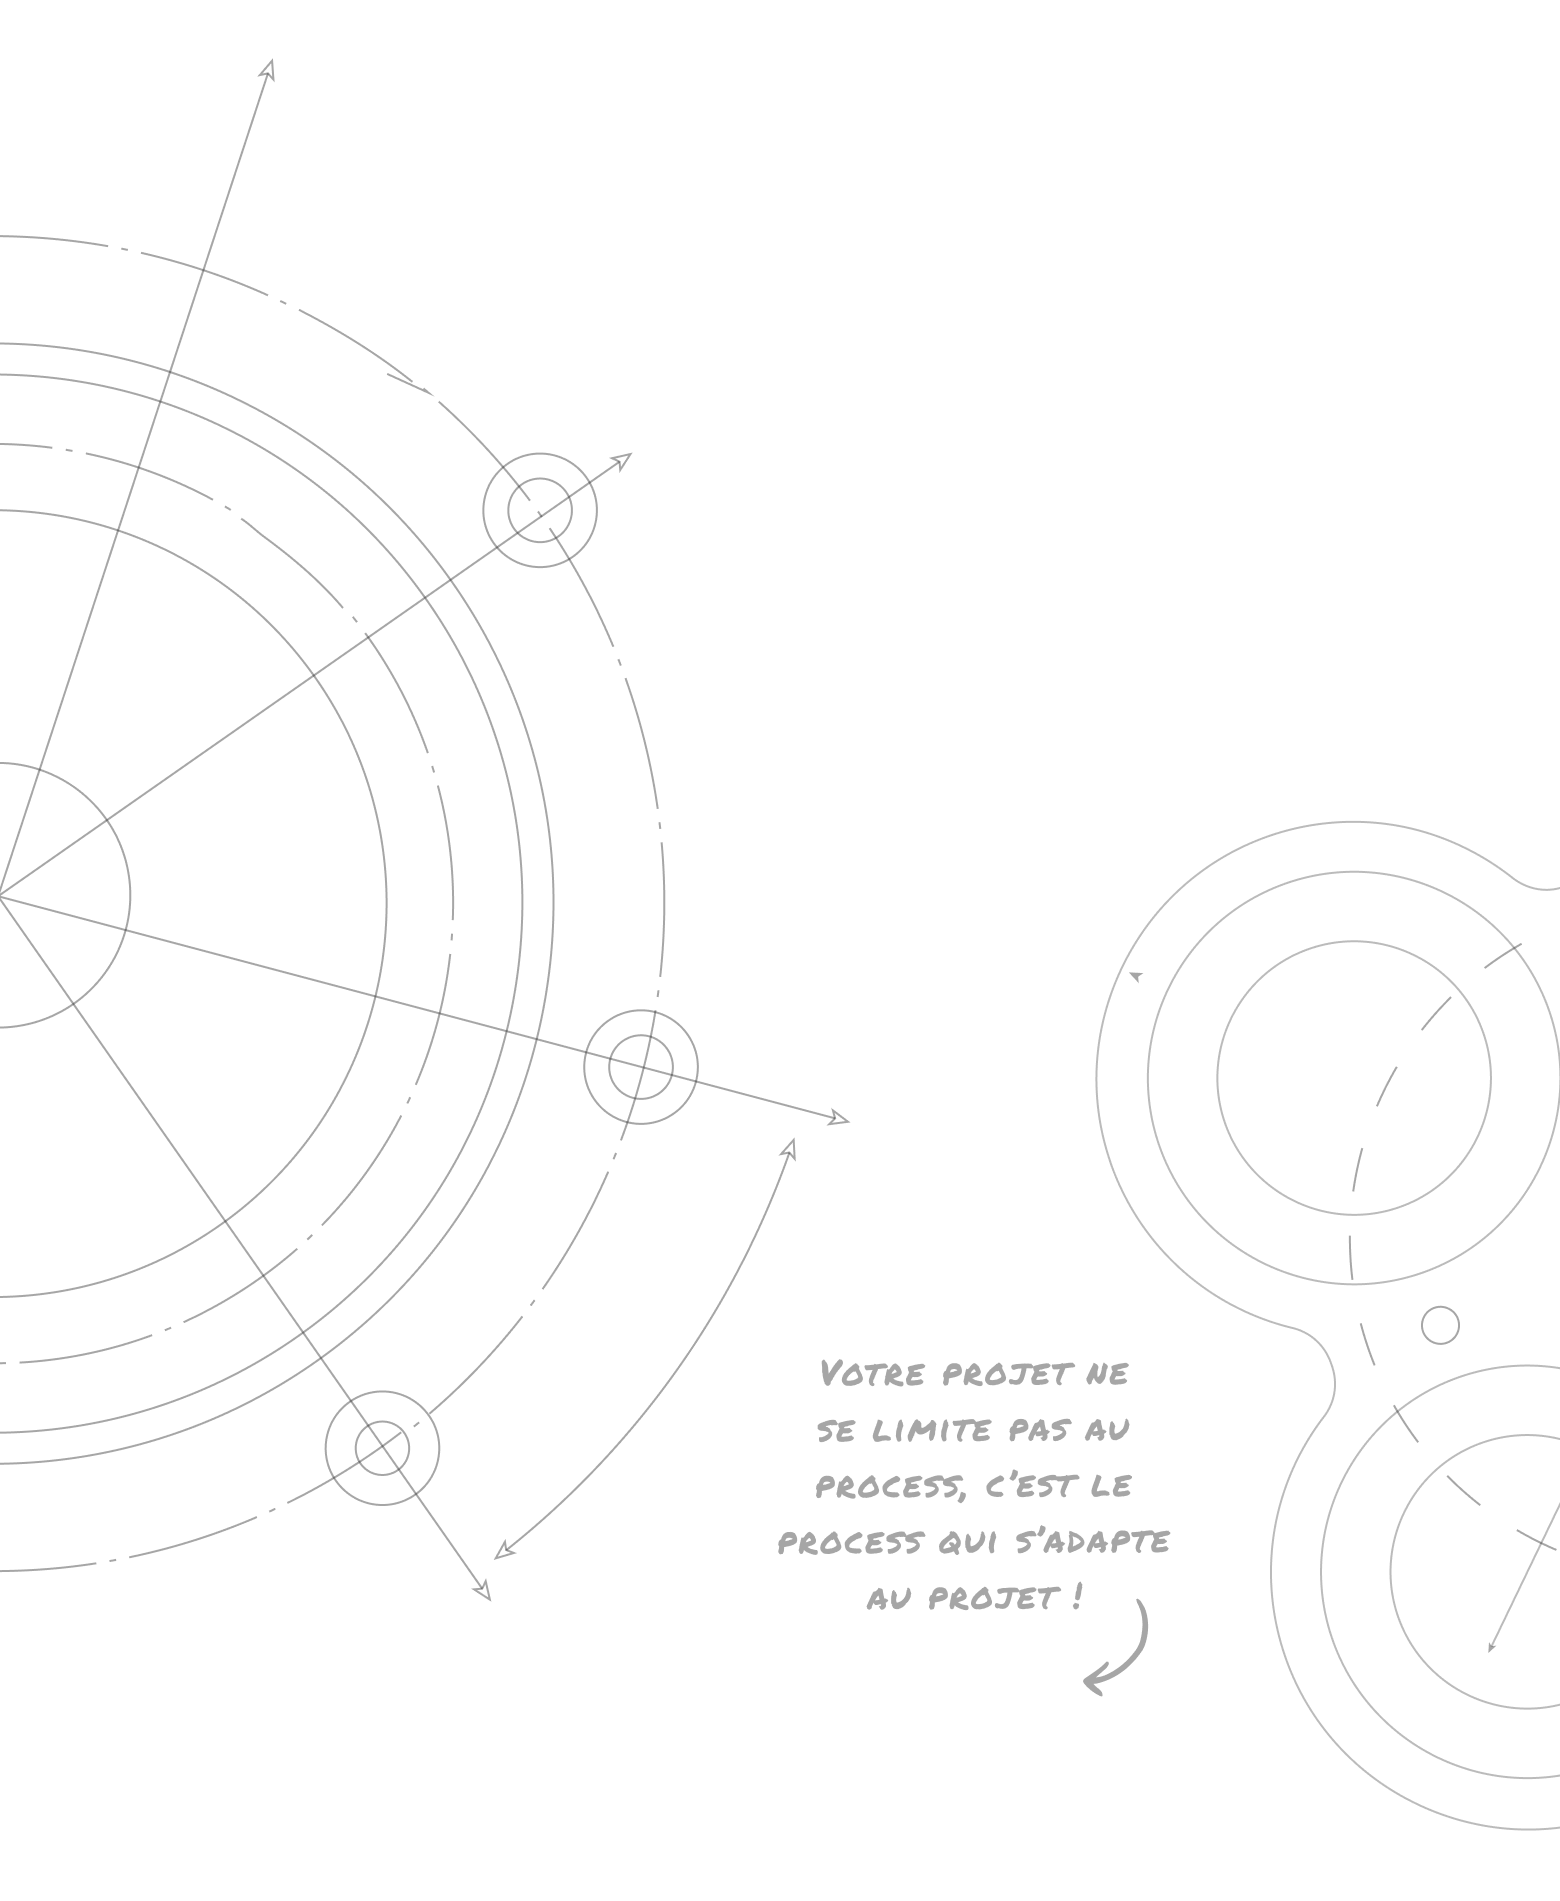 VOTRE PROJET NE
SE LIMITE PAS AU
PROCESS, C'EST LE
PROCESS QUI S'ADAPTE
AU PROJET !